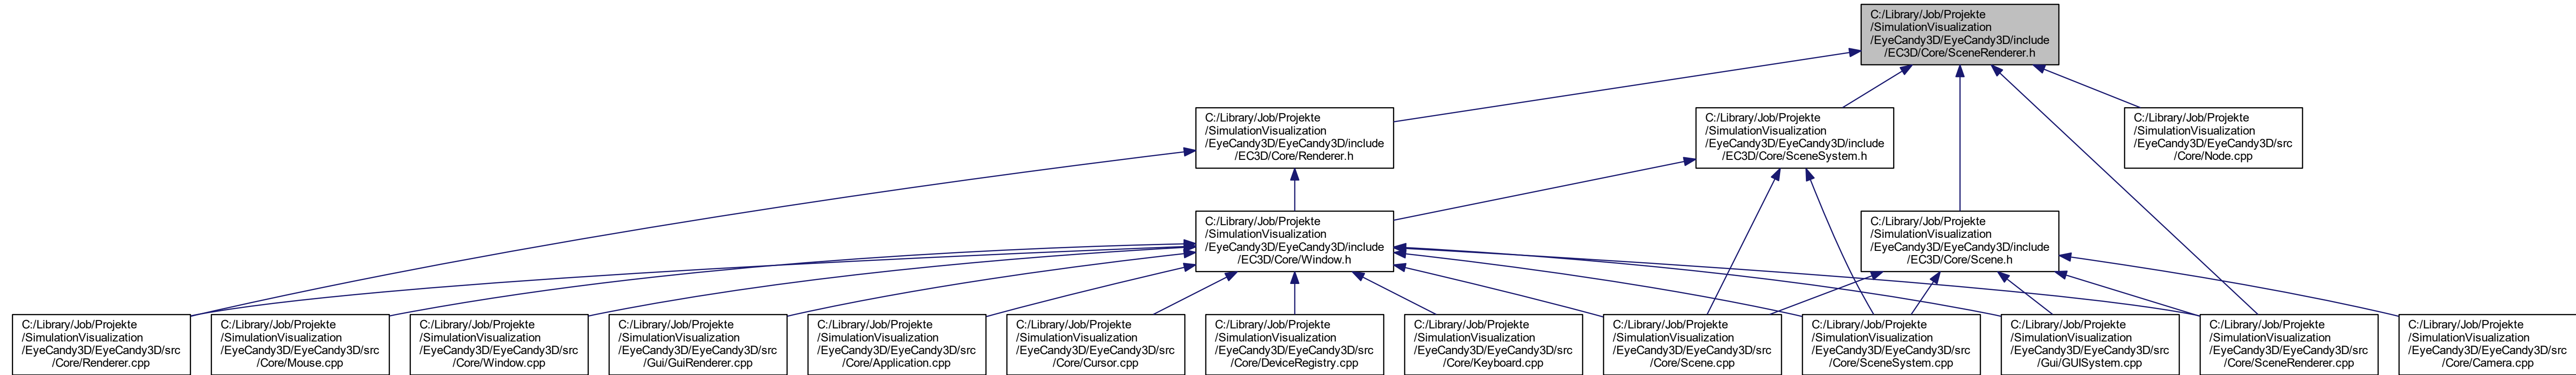 C:/Library/Job/Projekte
/SimulationVisualization
/EyeCandy3D/EyeCandy3D/include
/EC3D/Core/SceneRenderer.h
C:/Library/Job/Projekte
/SimulationVisualization
/EyeCandy3D/EyeCandy3D/include
/EC3D/Core/Renderer.h
C:/Library/Job/Projekte
/SimulationVisualization
/EyeCandy3D/EyeCandy3D/include
/EC3D/Core/SceneSystem.h
C:/Library/Job/Projekte
/SimulationVisualization
/EyeCandy3D/EyeCandy3D/src
/Core/Node.cpp
C:/Library/Job/Projekte
/SimulationVisualization
/EyeCandy3D/EyeCandy3D/include
/EC3D/Core/Window.h
C:/Library/Job/Projekte
/SimulationVisualization
/EyeCandy3D/EyeCandy3D/include
/EC3D/Core/Scene.h
C:/Library/Job/Projekte
/SimulationVisualization
/EyeCandy3D/EyeCandy3D/src
/Core/Renderer.cpp
C:/Library/Job/Projekte
/SimulationVisualization
/EyeCandy3D/EyeCandy3D/src
/Core/Mouse.cpp
C:/Library/Job/Projekte
/SimulationVisualization
/EyeCandy3D/EyeCandy3D/src
/Core/Window.cpp
C:/Library/Job/Projekte
/SimulationVisualization
/EyeCandy3D/EyeCandy3D/src
/Gui/GuiRenderer.cpp
C:/Library/Job/Projekte
/SimulationVisualization
/EyeCandy3D/EyeCandy3D/src
/Core/Application.cpp
C:/Library/Job/Projekte
/SimulationVisualization
/EyeCandy3D/EyeCandy3D/src
/Core/Cursor.cpp
C:/Library/Job/Projekte
/SimulationVisualization
/EyeCandy3D/EyeCandy3D/src
/Core/DeviceRegistry.cpp
C:/Library/Job/Projekte
/SimulationVisualization
/EyeCandy3D/EyeCandy3D/src
/Core/Keyboard.cpp
C:/Library/Job/Projekte
/SimulationVisualization
/EyeCandy3D/EyeCandy3D/src
/Core/Scene.cpp
C:/Library/Job/Projekte
/SimulationVisualization
/EyeCandy3D/EyeCandy3D/src
/Core/SceneSystem.cpp
C:/Library/Job/Projekte
/SimulationVisualization
/EyeCandy3D/EyeCandy3D/src
/Gui/GUISystem.cpp
C:/Library/Job/Projekte
/SimulationVisualization
/EyeCandy3D/EyeCandy3D/src
/Core/SceneRenderer.cpp
C:/Library/Job/Projekte
/SimulationVisualization
/EyeCandy3D/EyeCandy3D/src
/Core/Camera.cpp